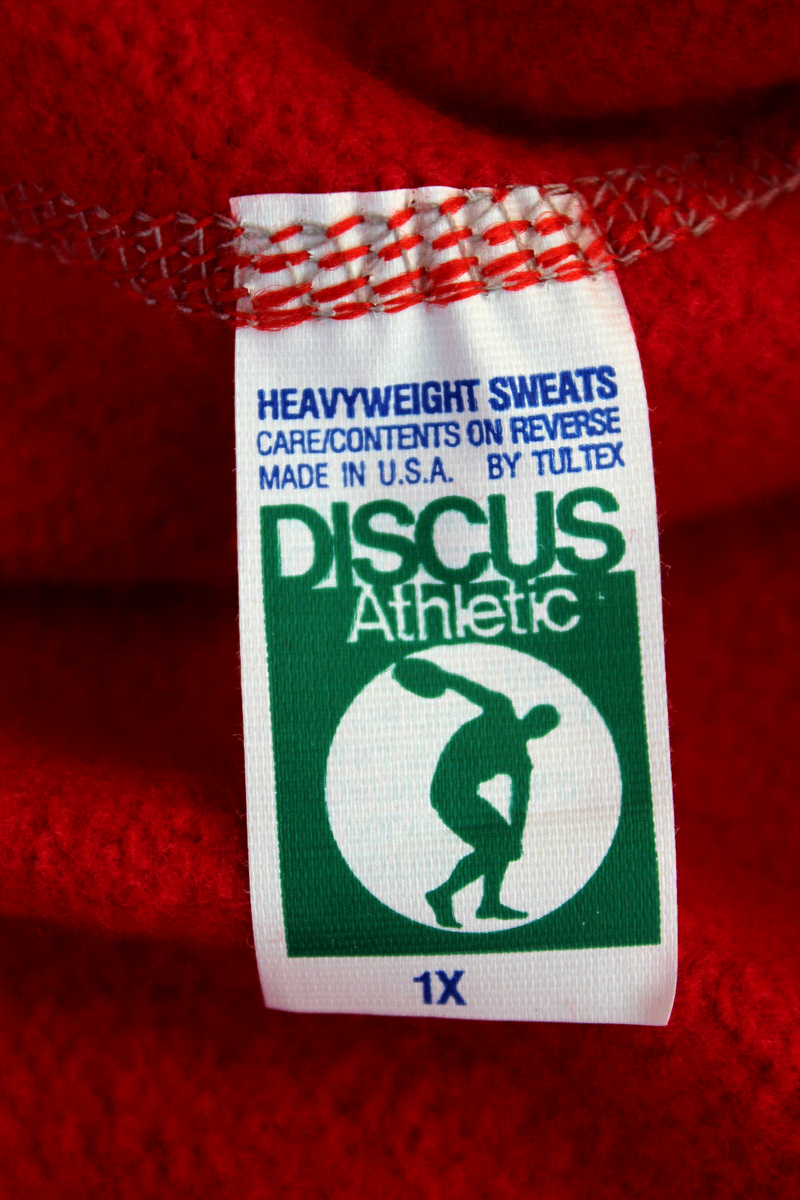 HEAVYWEIGHT SWEATS
CARE/CONTENTS ON REVERSE
MADE IN U.S.A. BY TULTEX
DISCUS
Athletic
1X